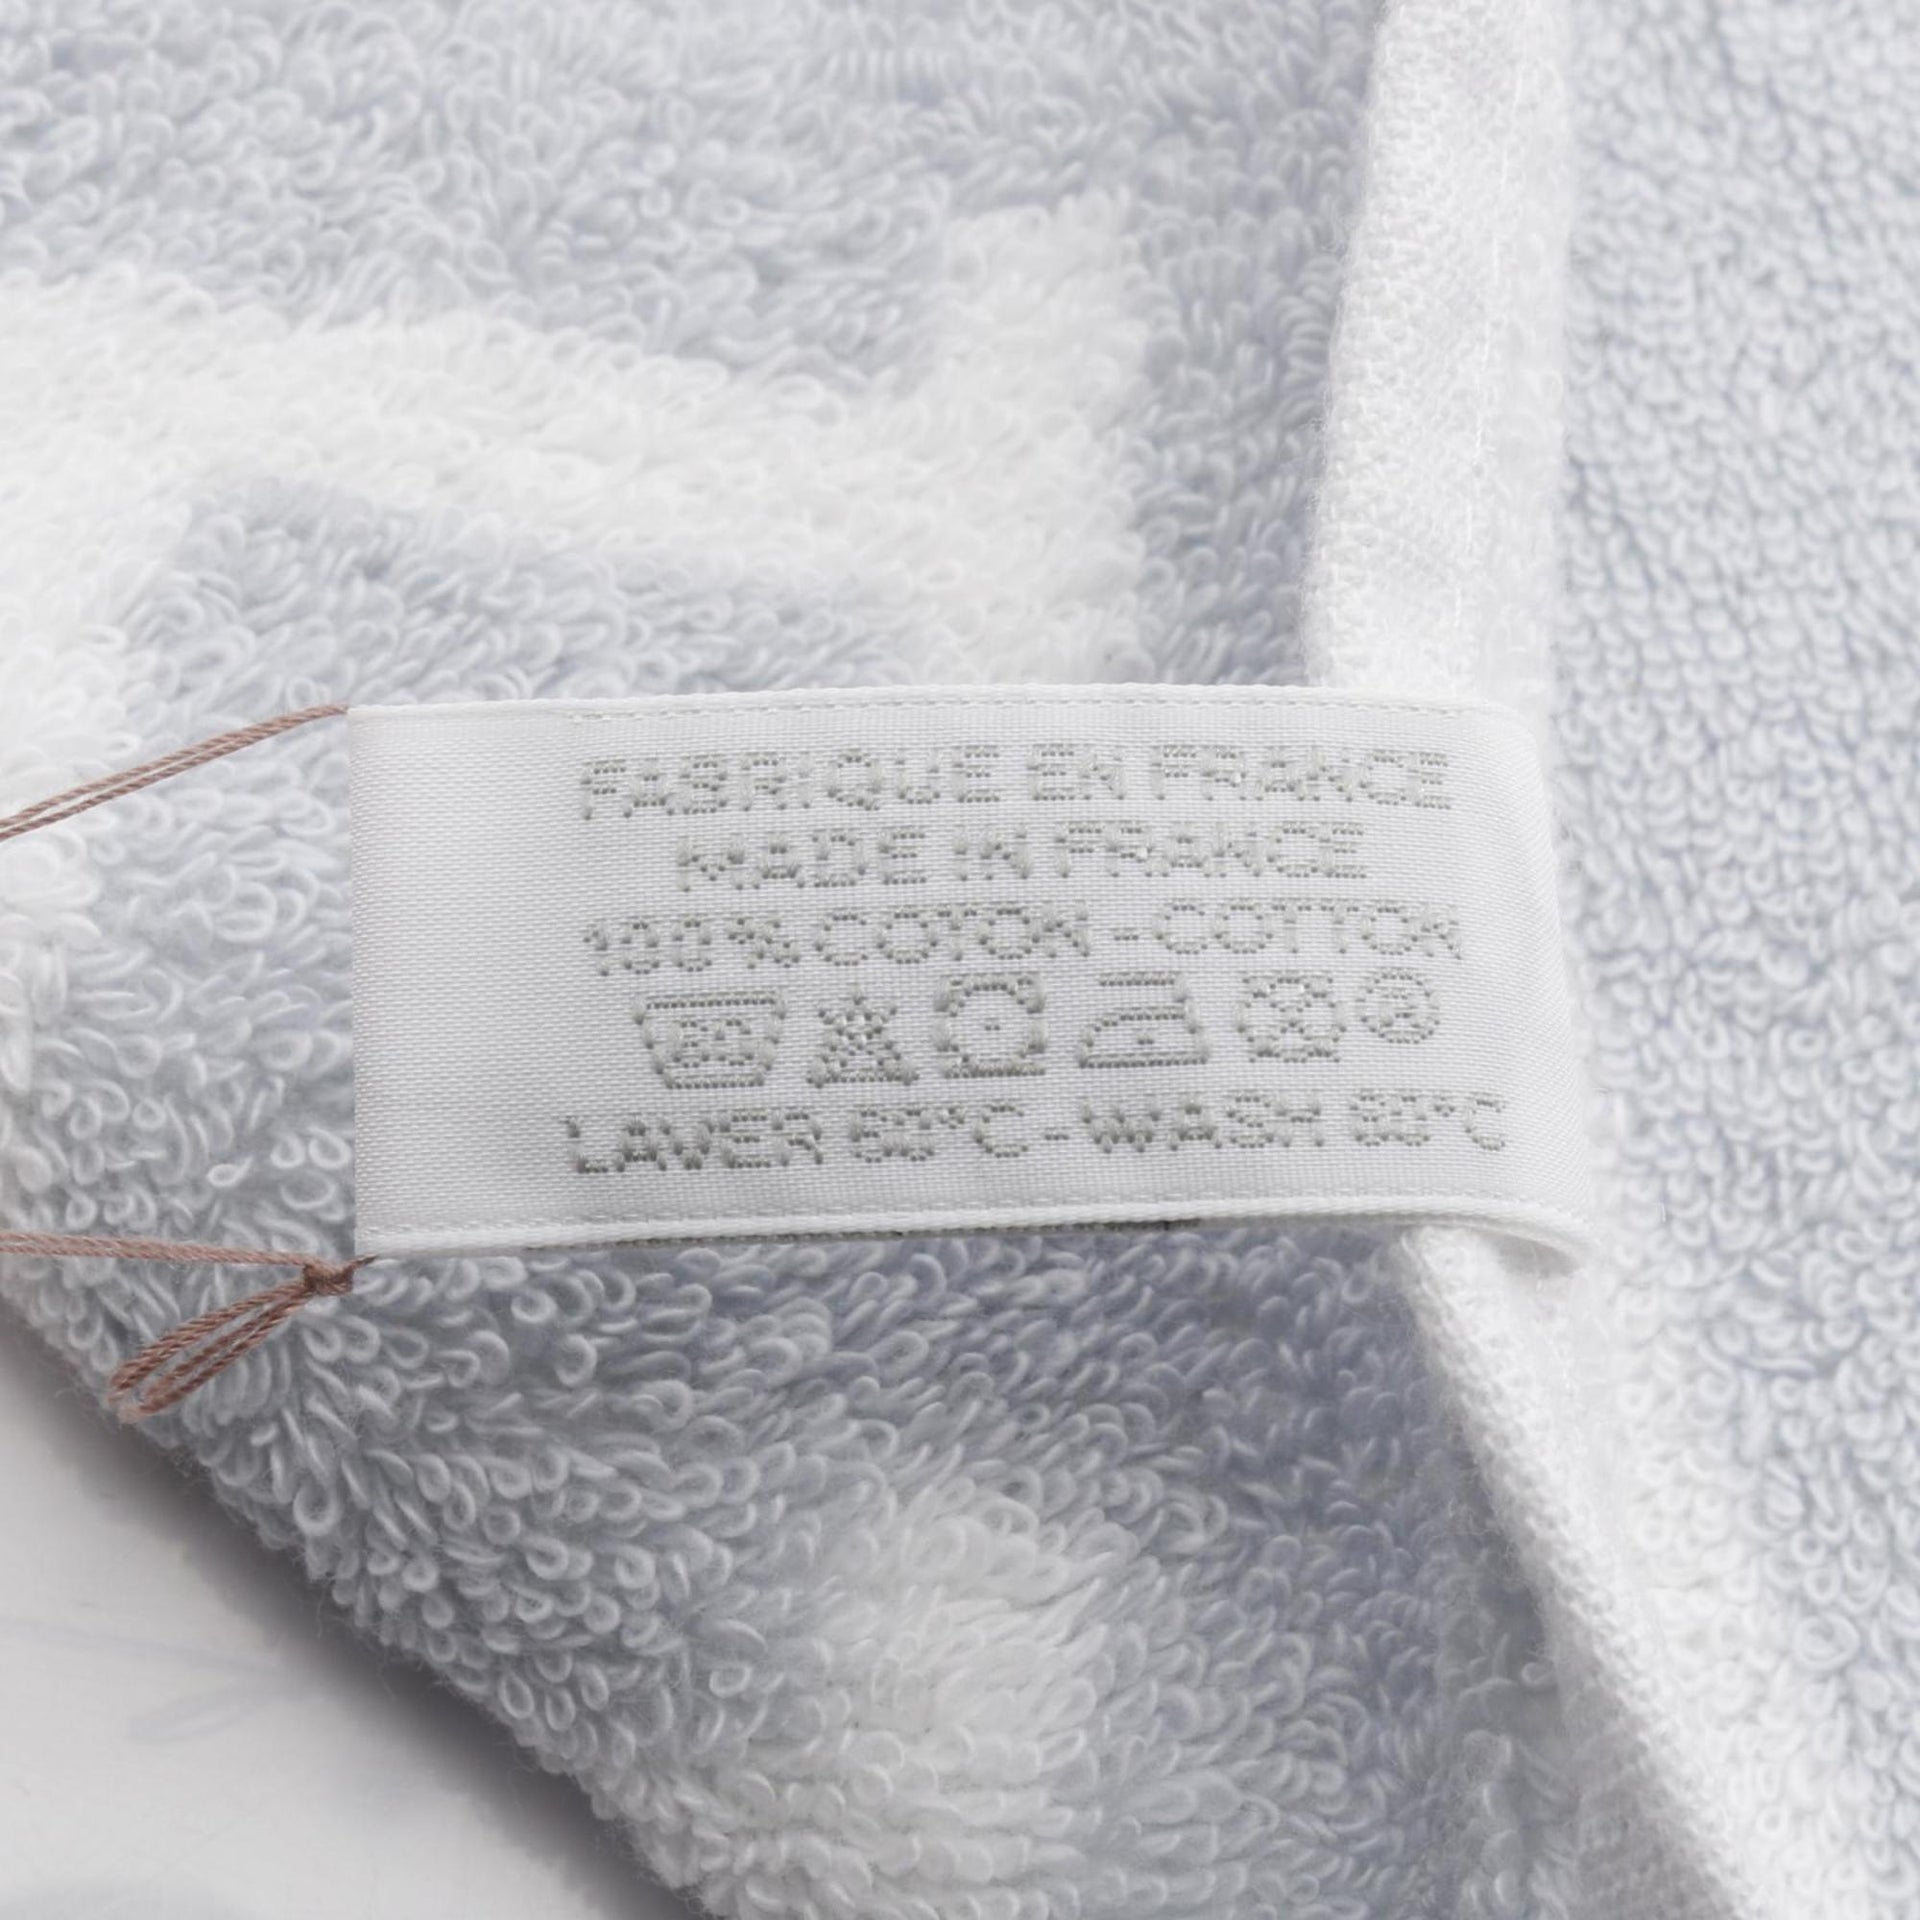 FABRIQUE EN FRANCE
MADE IN FRANCE
100% COTON - COTTON
LAVER 60°C - WASH 60°C